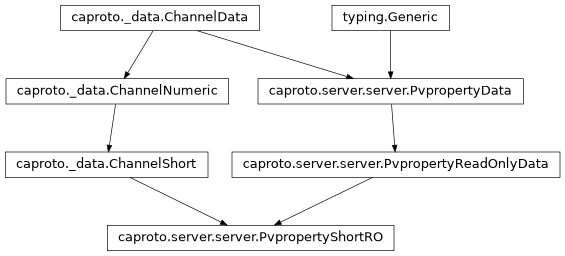 caproto._data.ChannelData
typing.Generic
caproto._data.ChannelNumeric
caproto.server.server.PvpropertyData
caproto._data.ChannelShort
caproto.server.server.PvpropertyReadOnlyData
caproto.server.server.PvpropertyShortRO